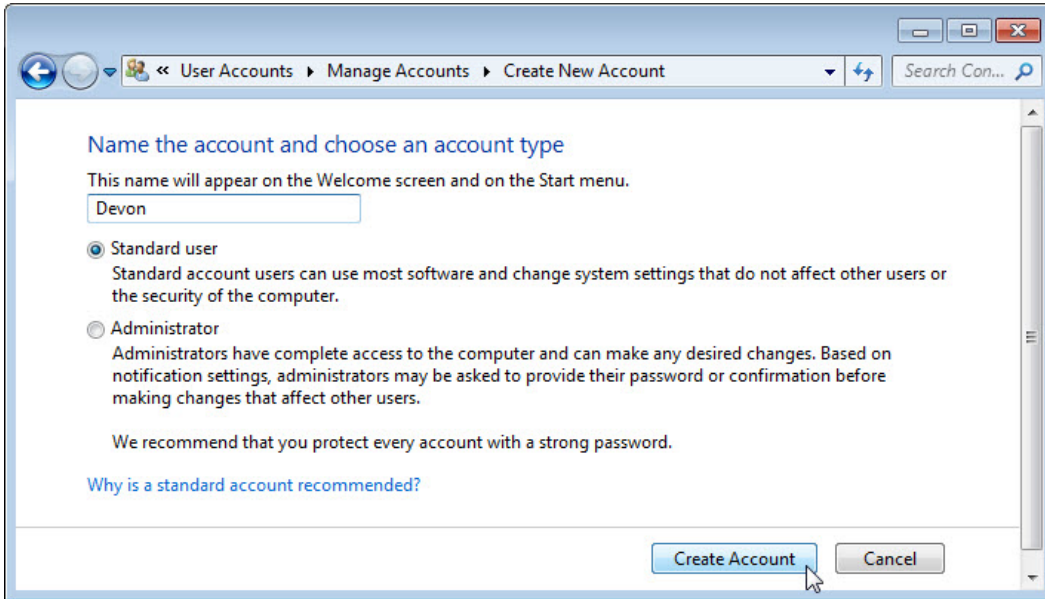 « User Accounts ▸ Manage Accounts ▸ Create New Account
Search Con...
Name the account and choose an account type
This name will appear on the Welcome screen and on the Start menu.
Devon
Standard user
Standard account users can use most software and change system settings that do not affect other users or
the security of the computer.
Administrator
Administrators have complete access to the computer and can make any desired changes. Based on
notification settings, administrators may be asked to provide their password or confirmation before
making changes that affect other users.
We recommend that you protect every account with a strong password.
Why is a standard account recommended?
Create Account
Cancel